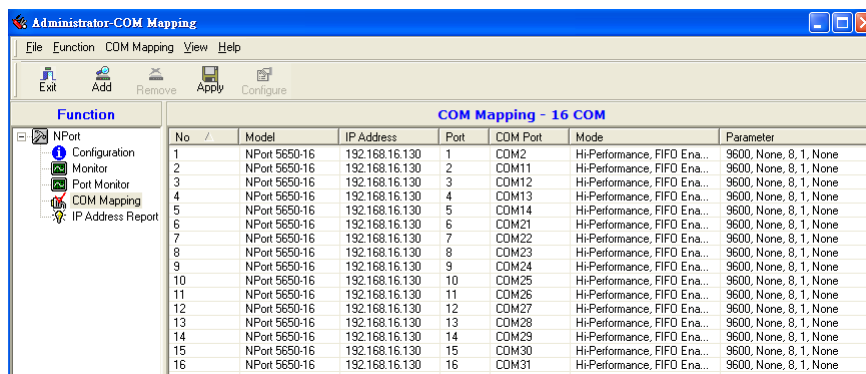 Administrator-COM Mapping
File Function COM Mapping View Help
Exit Add Remove Apply Configure
Function
COM Mapping - 16 COM
NPort
Configuration
Monitor
Port Monitor
COM Mapping
IP Address Report
No Model IP Address Port COM Port Mode Parameter
1 NPort 5650-16 192.168.16.130 1 COM2 Hi-Performance, FIFO Ena... 9600, None, 8, 1, None
2 NPort 5650-16 192.168.16.130 2 COM11 Hi-Performance, FIFO Ena... 9600, None, 8, 1, None
3 NPort 5650-16 192.168.16.130 3 COM12 Hi-Performance, FIFO Ena... 9600, None, 8, 1, None
4 NPort 5650-16 192.168.16.130 4 COM13 Hi-Performance, FIFO Ena... 9600, None, 8, 1, None
5 NPort 5650-16 192.168.16.130 5 COM14 Hi-Performance, FIFO Ena... 9600, None, 8, 1, None
6 NPort 5650-16 192.168.16.130 6 COM21 Hi-Performance, FIFO Ena... 9600, None, 8, 1, None
7 NPort 5650-16 192.168.16.130 7 COM22 Hi-Performance, FIFO Ena... 9600, None, 8, 1, None
8 NPort 5650-16 192.168.16.130 8 COM23 Hi-Performance, FIFO Ena... 9600, None, 8, 1, None
9 NPort 5650-16 192.168.16.130 9 COM24 Hi-Performance, FIFO Ena... 9600, None, 8, 1, None
10 NPort 5650-16 192.168.16.130 10 COM25 Hi-Performance, FIFO Ena... 9600, None, 8, 1, None
11 NPort 5650-16 192.168.16.130 11 COM26 Hi-Performance, FIFO Ena... 9600, None, 8, 1, None
12 NPort 5650-16 192.168.16.130 12 COM27 Hi-Performance, FIFO Ena... 9600, None, 8, 1, None
13 NPort 5650-16 192.168.16.130 13 COM28 Hi-Performance, FIFO Ena... 9600, None, 8, 1, None
14 NPort 5650-16 192.168.16.130 14 COM29 Hi-Performance, FIFO Ena... 9600, None, 8, 1, None
15 NPort 5650-16 192.168.16.130 15 COM30 Hi-Performance, FIFO Ena... 9600, None, 8, 1, None
16 NPort 5650-16 192.168.16.130 16 COM31 Hi-Performance, FIFO Ena... 9600, None, 8, 1, None